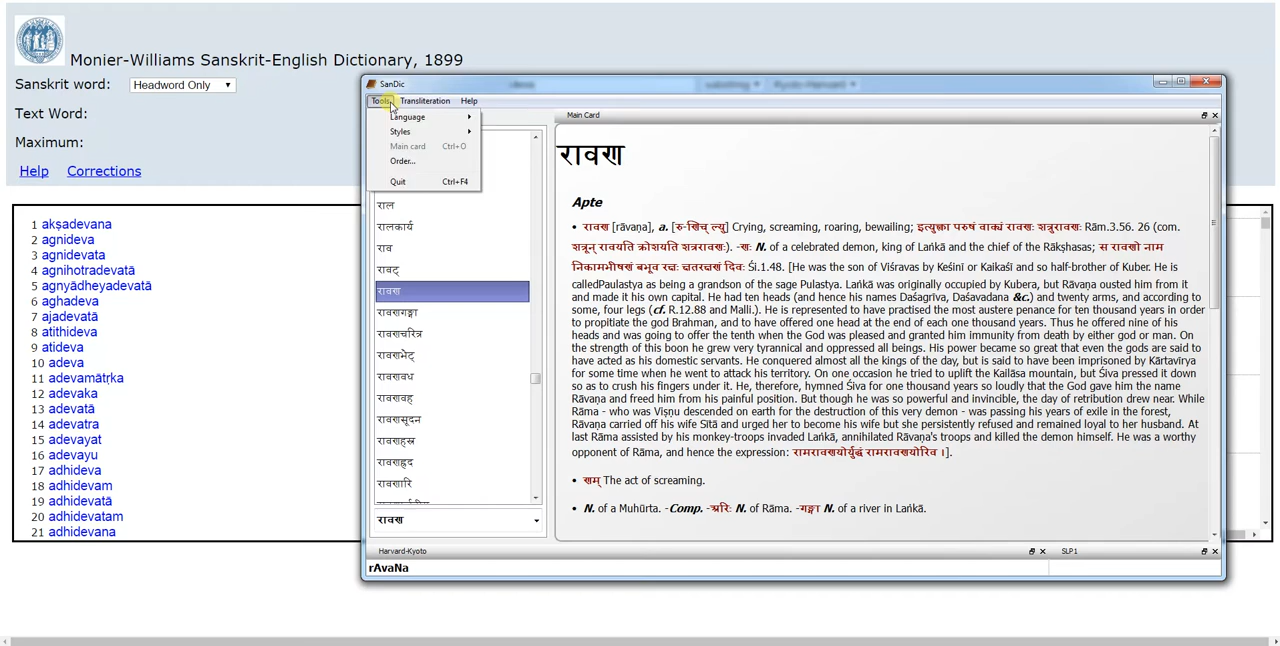 Monier-Williams Sanskrit-English Dictionary, 1899
Sanskrit word: Headword Only
Text Word:
Maximum:
Help Corrections
1 akṣadevana
2 agnideva
3 agnidevata
4 agnihotradevatā
5 agnyādheyadevatā
6 aghadeva
7 ajadevatā
8 atithideva
9 atideva
10 adeva
11 adevamātṛka
12 adevaka
13 adevatā
14 adevatra
15 adevayat
16 adevayu
17 adhideva
18 adhidevam
19 adhidevatā
20 adhidevatam
21 adhidevana
SanDic
Tools Transliteration Help
Language
Styles
Main card Ctrl+O
Order...
Quit Ctrl+F4
राल
रालकार्य
राव
रावट्
रावण
रावणगङ्गा
रावणचरित्र
रावणभेट्
रावणवध
रावणवह्
रावणसूदन
रावणहस्र
रावणह्रद
रावणारि
रावण
Main Card
रावण
Apte
• रावण [rāvaṇa], a. [रु-णिच् ल्यु] Crying, screaming, roaring, bewailing; इत्युक्त्वा परुषं वाक्यं रावणः शत्रुरावणः Rām.3.56. 26 (com.
शत्रून् रावयति क्रोशयति शत्ररावणः). -णः N. of a celebrated demon, king of Laṅkā and the chief of the Rākṣhasas; स रावणो नाम
निकामभीषणं बभूव रक्षः क्षतरक्षणं दिवः Śi.1.48. [He was the son of Viśravas by Keśinī or Kaikaśī and so half-brother of Kuber. He is
calledPaulastya as being a grandson of the sage Pulastya. Laṅkā was originally occupied by Kubera, but Rāvaṇa ousted him from it
and made it his own capital. He had ten heads (and hence his names Daśagrīva, Daśavadana &c.) and twenty arms, and according to
some, four legs (cf. R.12.88 and Malli.). He is represented to have practised the most austere penance for ten thousand years in order
to propitiate the god Brahman, and to have offered one head at the end of each one thousand years. Thus he offered nine of his
heads and was going to offer the tenth when the God was pleased and granted him immunity from death by either god or man. On
the strength of this boon he grew very tyrannical and oppressed all beings. His power became so great that even the gods are said to
have acted as his domestic servants. He conquered almost all the kings of the day, but is said to have been imprisoned by Kārtavīrya
for some time when he went to attack his territory. On one occasion he tried to uplift the Kailāsa mountain, but Śiva pressed it down
so as to crush his fingers under it. He, therefore, hymned Śiva for one thousand years so loudly that the God gave him the name
Rāvaṇa and freed him from his painful position. But though he was so powerful and invincible, the day of retribution drew near. While
Rāma - who was Viṣṇu descended on earth for the destruction of this very demon - was passing his years of exile in the forest,
Rāvaṇa carried off his wife Sītā and urged her to become his wife but she persistently refused and remained loyal to her husband. At
last Rāma assisted by his monkey-troops invaded Laṅkā, annihilated Rāvaṇa's troops and killed the demon himself. He was a worthy
opponent of Rāma, and hence the expression: रामरावणयोर्युद्धं रामरावणयोरिव ।].
• णम् The act of screaming.
• N. of a Muhūrta. -Comp. -अरिः N. of Rāma. -गङ्गा N. of a river in Laṅkā.
Harvard-Kyoto SLP1
rAvaNa